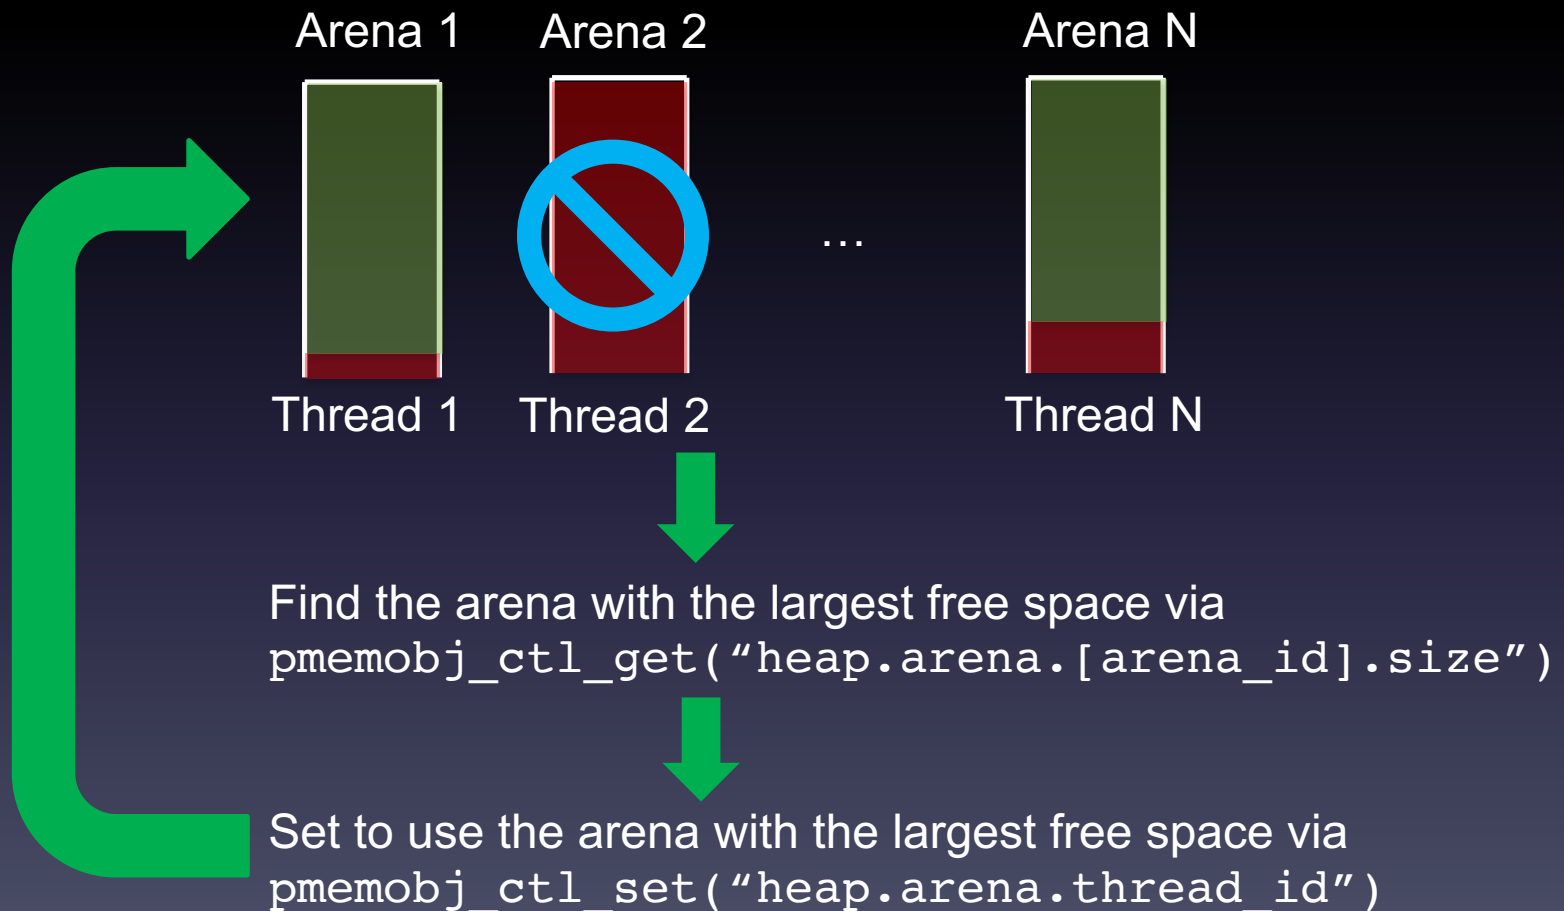 Arena 1 Arena 2 Arena N
...
Thread 1 Thread 2 Thread N
Find the arena with the largest free space via
pmemobj_ctl_get(“heap.arena.[arena_id].size”)
Set to use the arena with the largest free space via
pmemobj_ctl_set(“heap.arena.thread_id”)